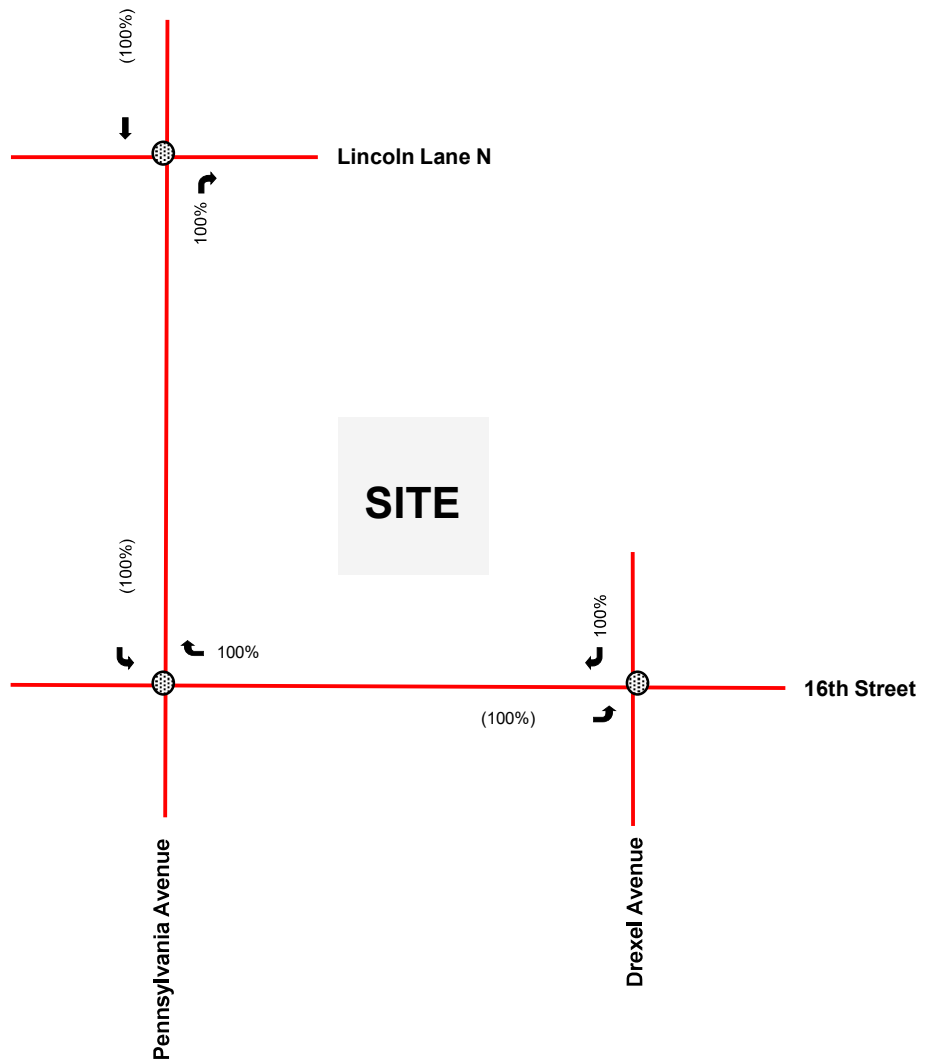 (100%)
Lincoln Lane N
100%
SITE
(100%)
100%
100%
(100%)
16th Street
Pennsylvania Avenue
Drexel Avenue